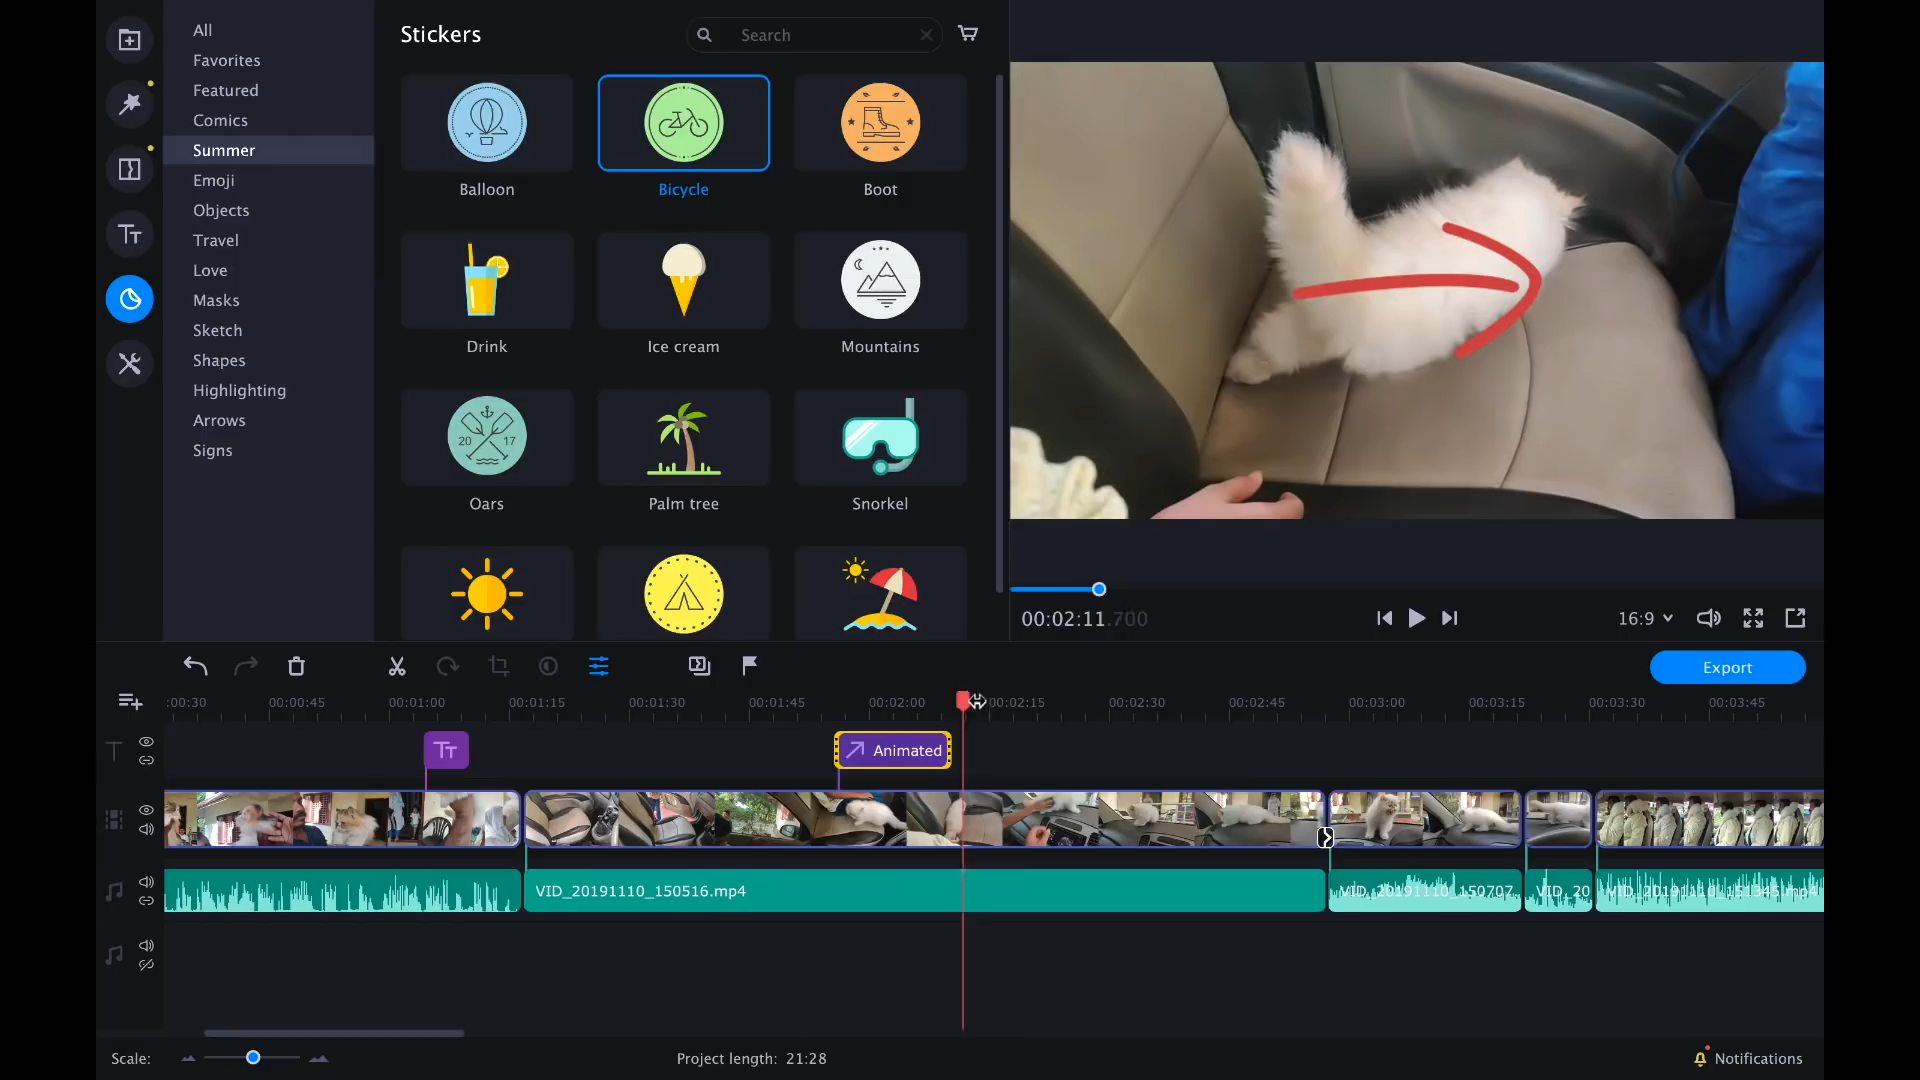 All
Favorites
Featured
Comics
Summer
Emoji
Objects
Travel
Love
Masks
Sketch
Shapes
Highlighting
Arrows
Signs
Stickers
Search
Balloon
Bicycle
Boot
Drink
Ice cream
Mountains
20 17
Oars
Palm tree
Snorkel
00:02:11.700
16:9
Export
:00:30
00:00:45
00:01:00
00:01:15
00:01:30
00:01:45
00:02:00
00:02:15
00:02:30
00:02:45
00:03:00
00:03:15
00:03:30
00:03:45
Animated
VID_20191110_150516.mp4
VID_20191110_150707
VID_20
VID_20191110_151345.mp4
Scale:
Project length: 21:28
Notifications